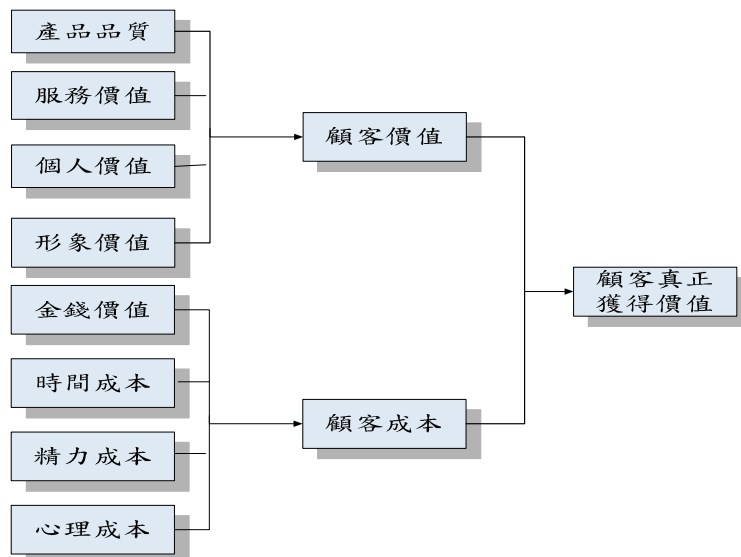 產品品質
服務價值
個人價值
形象價值
金錢價值
時間成本
精力成本
心理成本
顧客價值
顧客成本
顧客真正
獲得價值